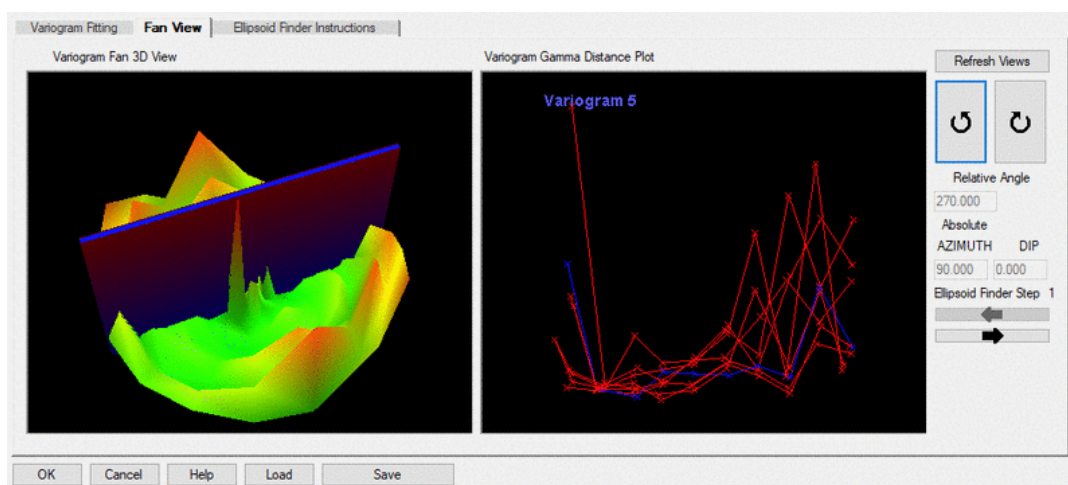 Variogram Fitting Fan View Ellipsoid Finder Instructions
Variogram Fan 3D View
Variogram Gamma Distance Plot
Variogram 5
Refresh Views
Relative Angle
270.000
Absolute
AZIMUTH DIP
90.000 0.000
Ellipsoid Finder Step 1
OK Cancel Help Load Save